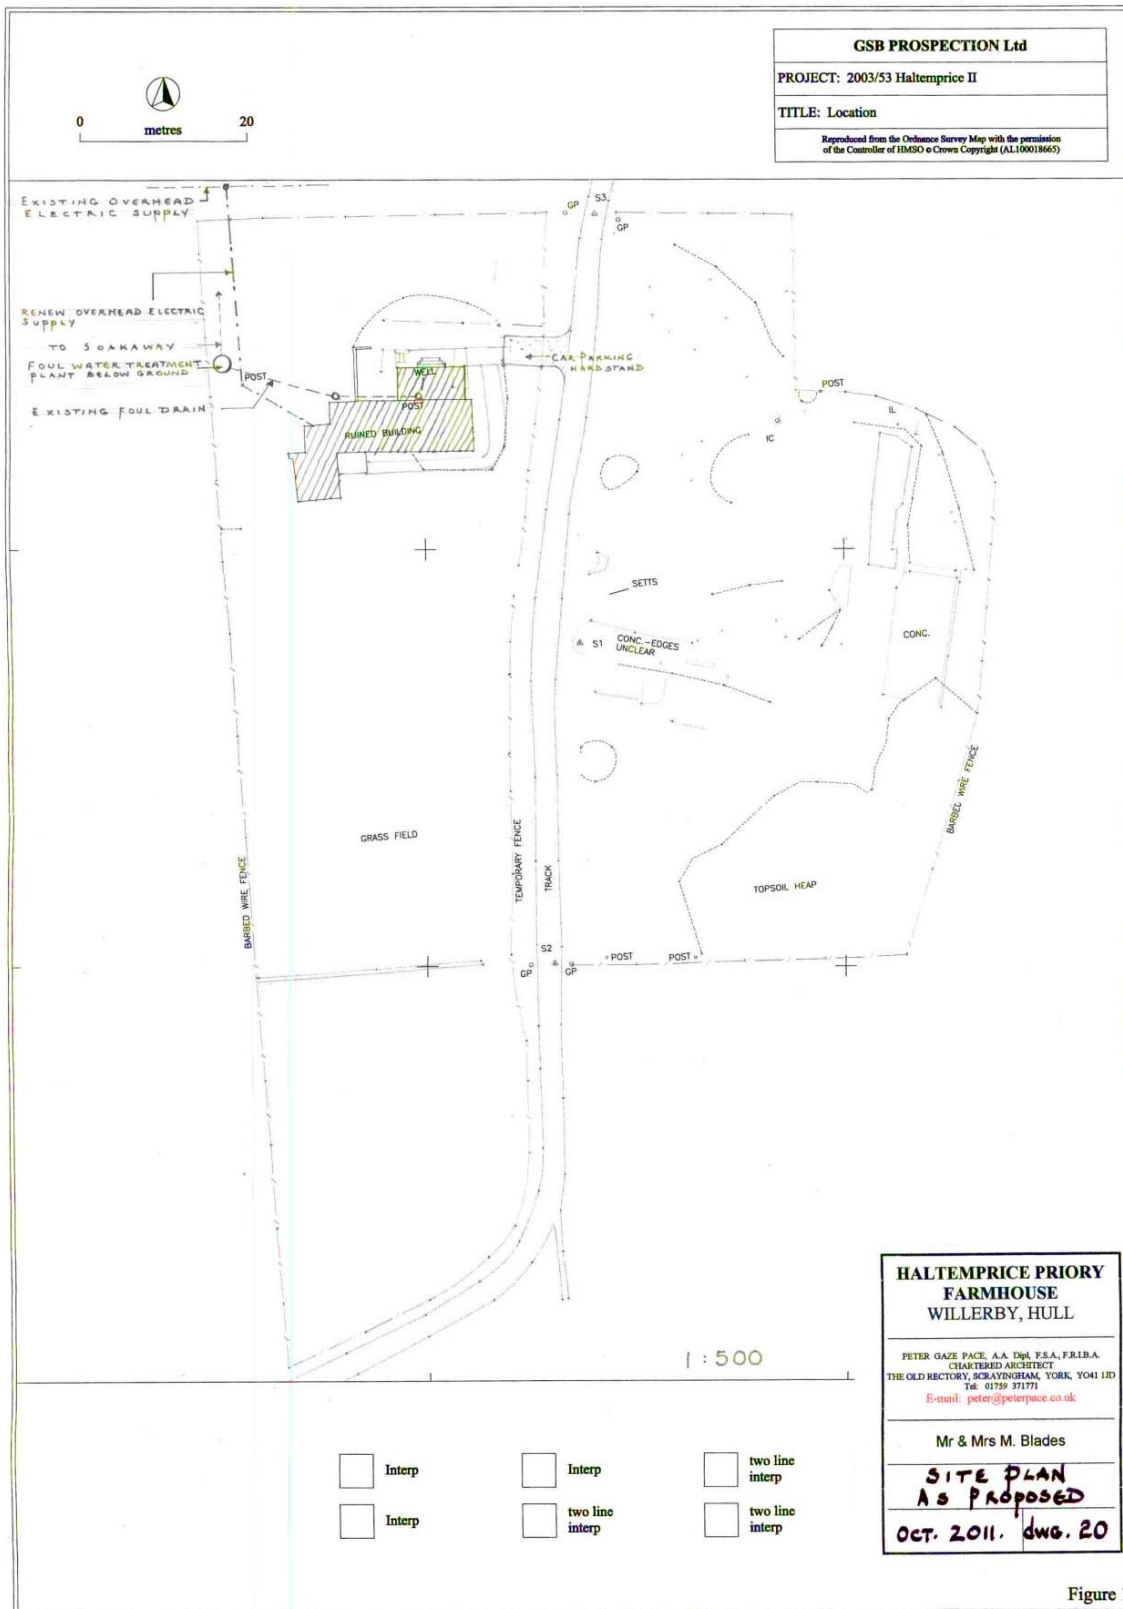 GSB PROSPECTION Ltd
PROJECT: 2003/53 Haltemprice II
TITLE: Location
Reproduced from the Ordnance Survey Map with the permission
of the Controller of HMSO © Crown Copyright (AL100018665)
0 20
metres
EXISTING OVERHEAD
ELECTRIC SUPPLY
RENEW OVERHEAD ELECTRIC
SUPPLY
TO SOAKAWAY
FOUL WATER TREATMENT
PLANT BELOW GROUND
EXISTING FOUL DRAIN
POST
WELL
POST
RUINED BUILDING
CAR PARKING
HARDSTAND
GP
S3
GP
POST
IL
IC
SETTS
S1
CONC.-EDGES
UNCLEAR
CONC.
BARBED WIRE FENCE
GRASS FIELD
TEMPORARY FENCE
TRACK
TOPSOIL HEAP
BARBED WIRE FENCE
S2
GP
GP
POST
POST
1:500
HALTEMPRICE PRIORY
FARMHOUSE
WILLERBY, HULL
PETER GAZE PACE, A.A. Dipl, F.S.A., F.R.I.B.A.
CHARTERED ARCHITECT
THE OLD RECTORY, SCRAYINGHAM, YORK, YO41 1JD
Tel: 01759 371771
E-mail: peter@peterpace.co.uk
Mr & Mrs M. Blades
SITE PLAN
AS PROPOSED
OCT. 2011. dwg. 20
Interp
Interp
two line
interp
Interp
two line
interp
two line
interp
Figure